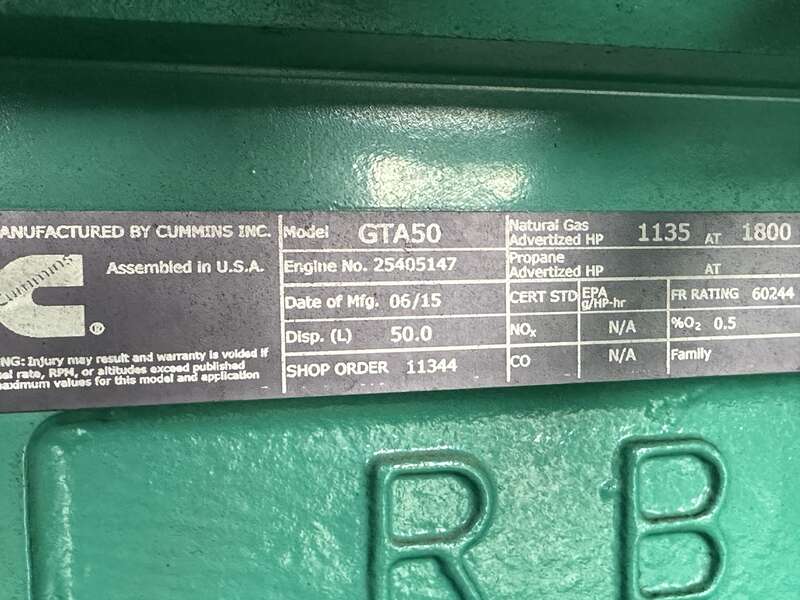 ANUFACTURED BY CUMMINS INC.
Cummins
®
Assembled in U.S.A.
NG: Injury may result and warranty is voided if
el rate, RPM, or altitudes exceed published
maximum values for this model and application
Model GTA50
Engine No. 25405147
Date of Mfg. 06/15
Disp. (L) 50.0
SHOP ORDER 11344
Natural Gas
Advertized HP 1135 AT 1800
Propane
Advertized HP AT
CERT STD EPA g/HP-hr FR RATING 60244
NOx N/A %O2 0.5
CO N/A Family
R B